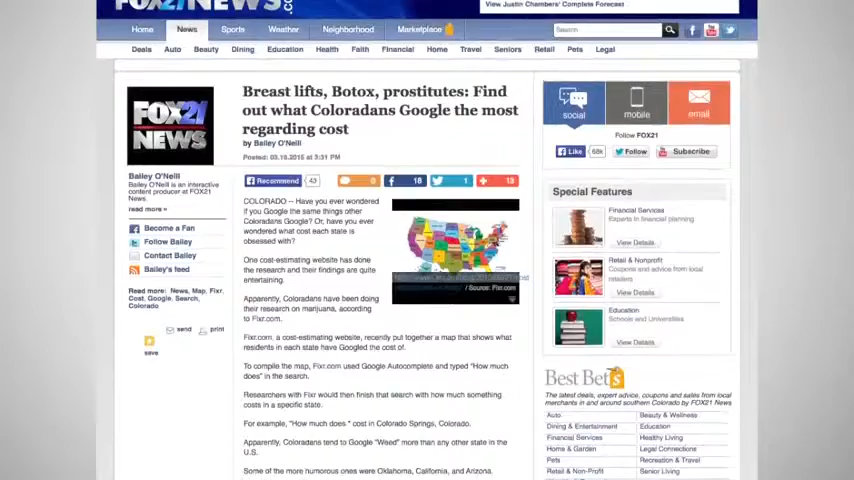 FOX21NEWS.C
View Justin Chambers' Complete Forecast
Home
News
Sports
Weather
Neighborhood
Marketplace
Search
Deals
Auto
Beauty
Dining
Education
Health
Faith
Financial
Home
Travel
Seniors
Retail
Pets
Legal
FOX21
NEWS
Breast lifts, Botox, prostitutes: Find
out what Coloradans Google the most
regarding cost
by Bailey O'Neill
Posted: 03.16.2015 at 3:31 PM
Recommend
43
0
18
1
13
Bailey O'Neill
Bailey O'Neill is an interactive
content producer at FOX21
News.
read more »
Become a Fan
Follow Bailey
Contact Bailey
Bailey's feed
Read more: News, Map, Fixr,
Cost, Google, Search,
Colorado
send
print
save
COLORADO -- Have you ever wondered
if you Google the same things other
Coloradans Google? Or, have you ever
wondered what cost each state is
obsessed with?
One cost-estimating website has done
the research and their findings are quite
entertaining.
Apparently, Coloradans have been doing
their research on marijuana, according
to Fixr.com.
/ Source: Fixr.com
Fixr.com, a cost-estimating website, recently put together a map that shows what
residents in each state have Googled the cost of.
To compile the map, Fixr.com used Google Autocomplete and typed "How much
does" in the search.
Researchers with Fixr would then finish that search with how much something
costs in a specific state.
For example, "How much does * cost in Colorado Springs, Colorado.
Apparently, Coloradans tend to Google "Weed" more than any other state in the
U.S.
Some of the more humorous ones were Oklahoma, California, and Arizona.
social
mobile
email
Follow FOX21
Like
68k
Follow
Subscribe
Special Features
Financial Services
Experts in financial planning
View Details
Retail & Nonprofit
Coupons and advice from local
retailers
View Details
Education
Schools and Universities
View Details
Best Bets
The latest deals, expert advice, coupons and sales from local
merchants in and around southern Colorado by FOX21 News
Auto
Beauty & Wellness
Dining & Entertainment
Education
Financial Services
Healthy Living
Home & Garden
Legal Connections
Pets
Recreation & Travel
Retail & Non-Profit
Senior Living